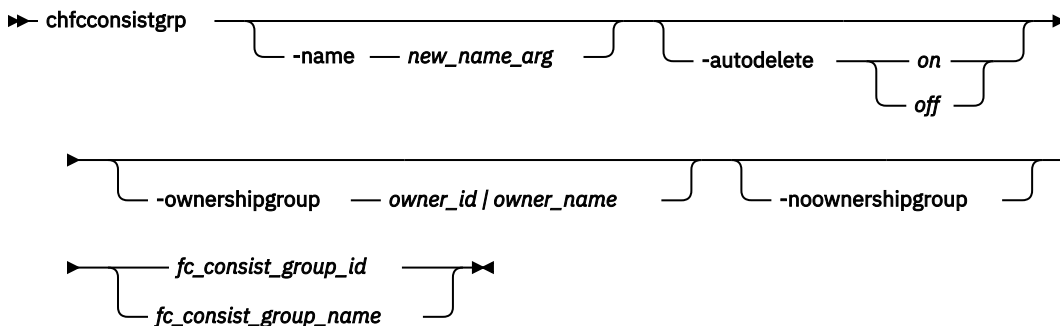 chfcconsistgrp
-name new_name_arg
-autodelete on
off
-ownershipgroup owner_id / owner_name
-noownershipgroup
fc_consist_group_id
fc_consist_group_name